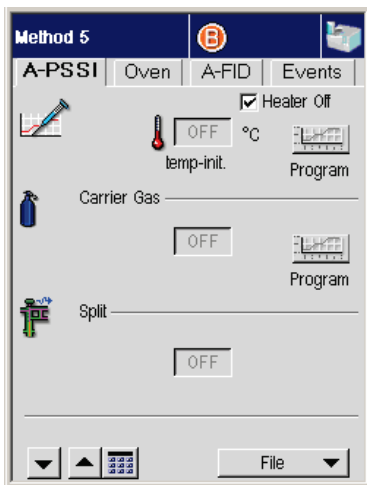 Method 5 B
A-PSSI Oven A-FID Events
Heater Off
OFF °C
temp-init. Program
Carrier Gas
OFF
Program
Split
OFF
File